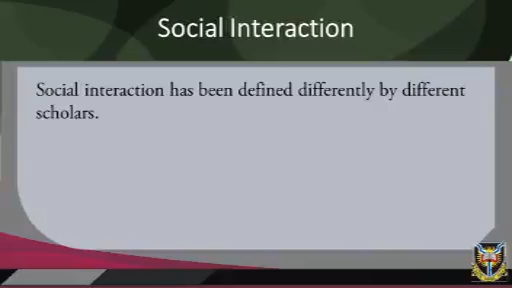 Social Interaction
Social interaction has been defined differently by different
scholars.